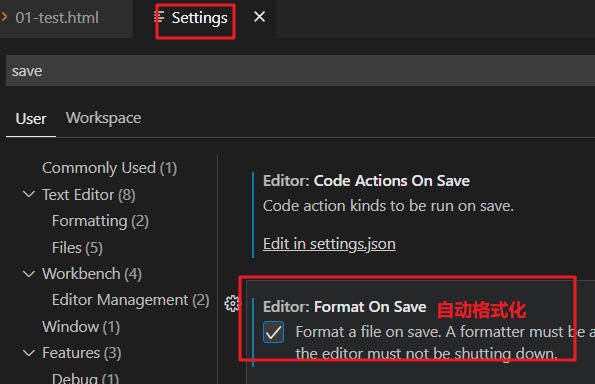 01-test.html
Settings
save
User
Workspace
Commonly Used (1)
Text Editor (8)
Formatting (2)
Files (5)
Workbench (4)
Editor Management (2)
Window (1)
Features (3)
Debug (1)
Editor: Code Actions On Save
Code action kinds to be run on save.
Edit in settings.json
Editor: Format On Save 自动格式化
Format a file on save. A formatter must be a
the editor must not be shutting down.